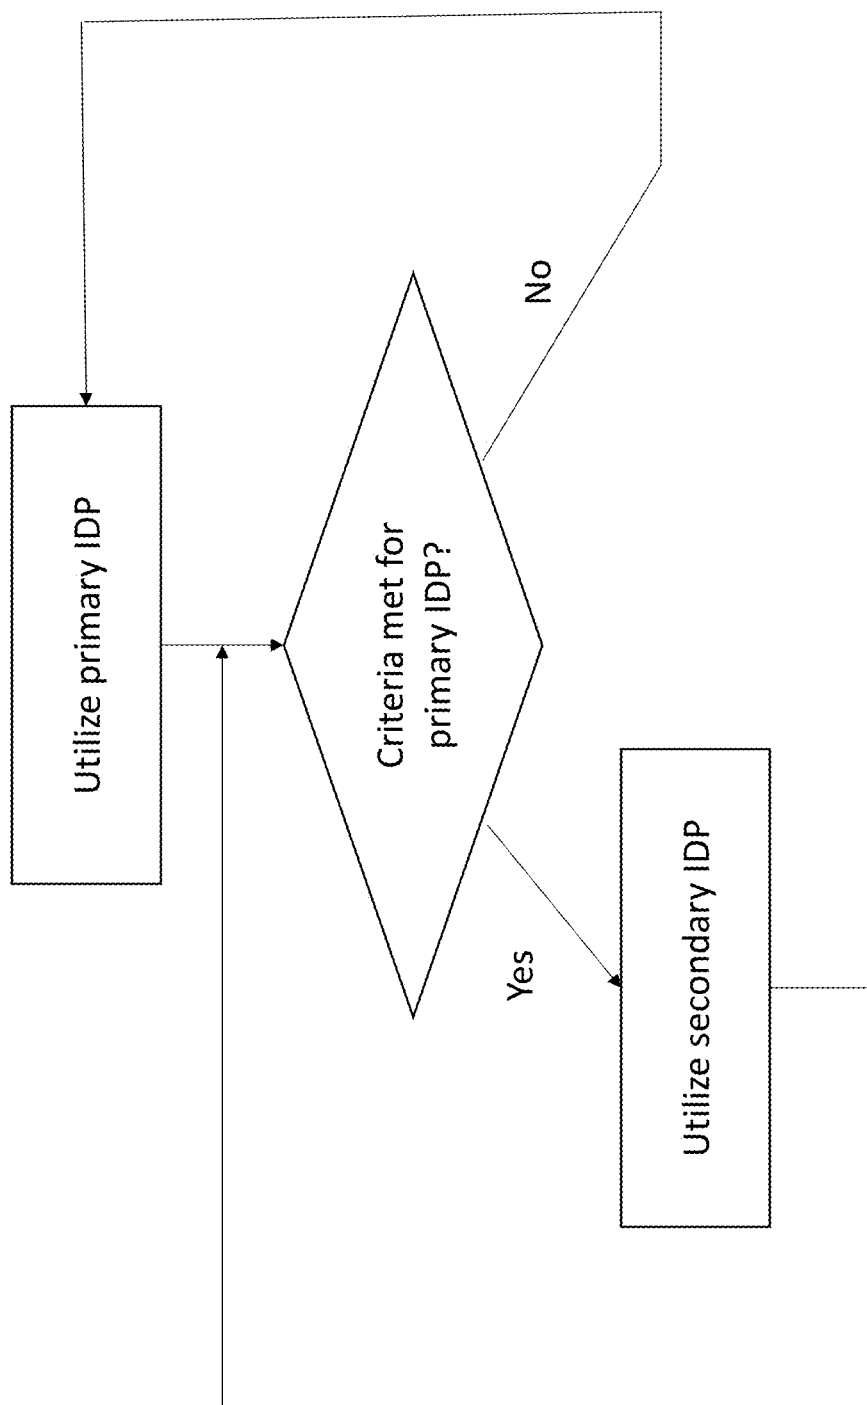 Utilize primary IDP
Criteria met for
primary IDP?
No
Yes
Utilize secondary IDP